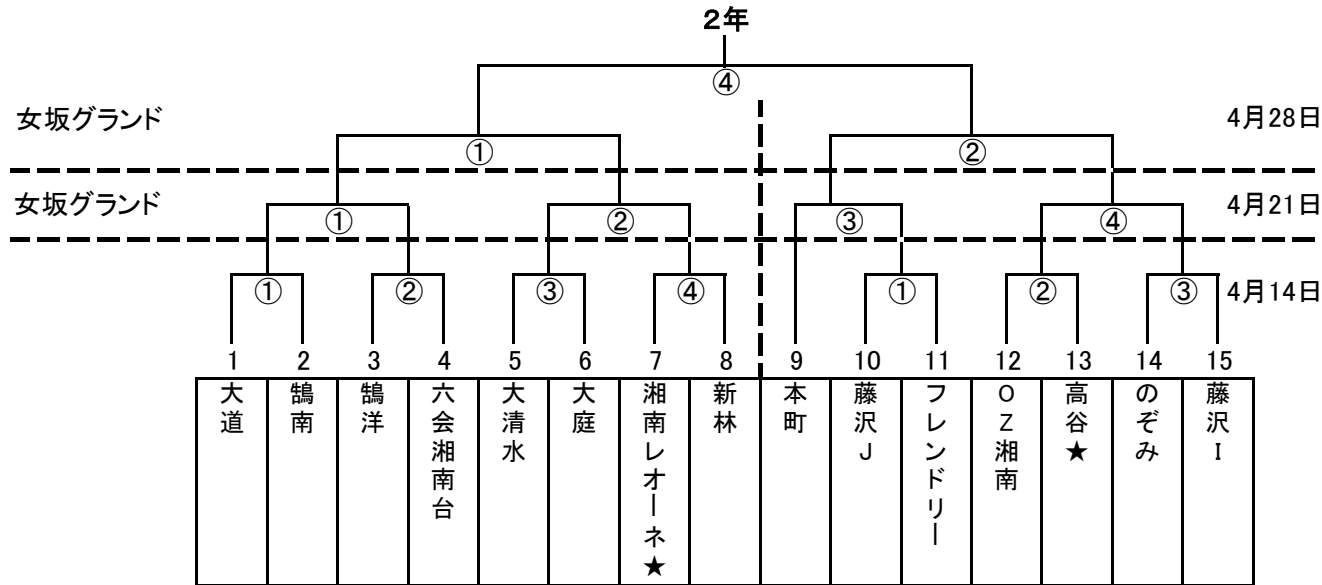 2年
④
女坂グランド 4月28日
① ②
女坂グランド 4月21日
① ② ③ ④
① ② ③ ④ ① ② ③ 4月14日
1 2 3 4 5 6 7 8 9 10 11 12 13 14 15
大道
鵠南
鵠洋
六会湘南台
大清水
大庭
湘南レオーネ★
新林
本町
藤沢J
フレンドリー
OZ湘南
高谷★
のぞみ
藤沢I